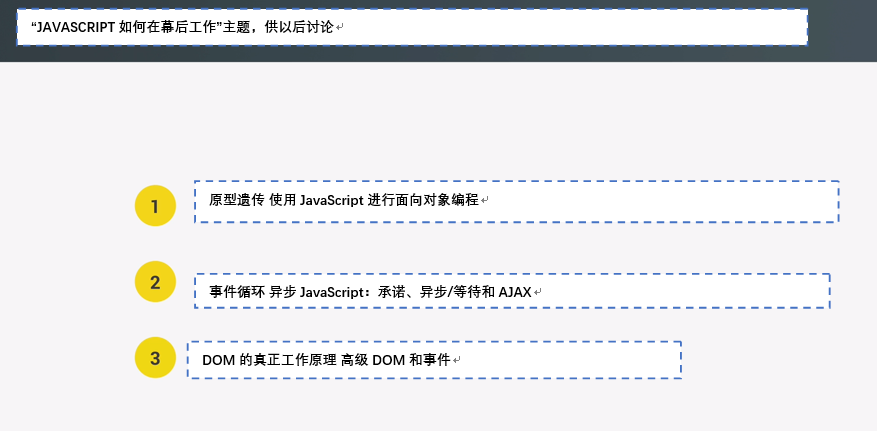 “JAVASCRIPT 如何在幕后工作”主题，供以后讨论
1
原型遗传 使用 JavaScript 进行面向对象编程
2
事件循环 异步 JavaScript：承诺、异步/等待和 AJAX
3
DOM 的真正工作原理 高级 DOM 和事件